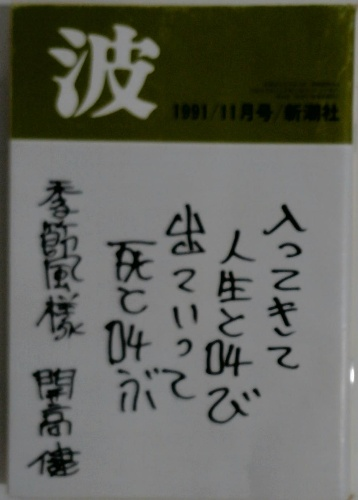 波
1991/11月号/新潮社
入ってきて
人生と叫び
出ていって
死と叫ぶ
季節風様 開高健